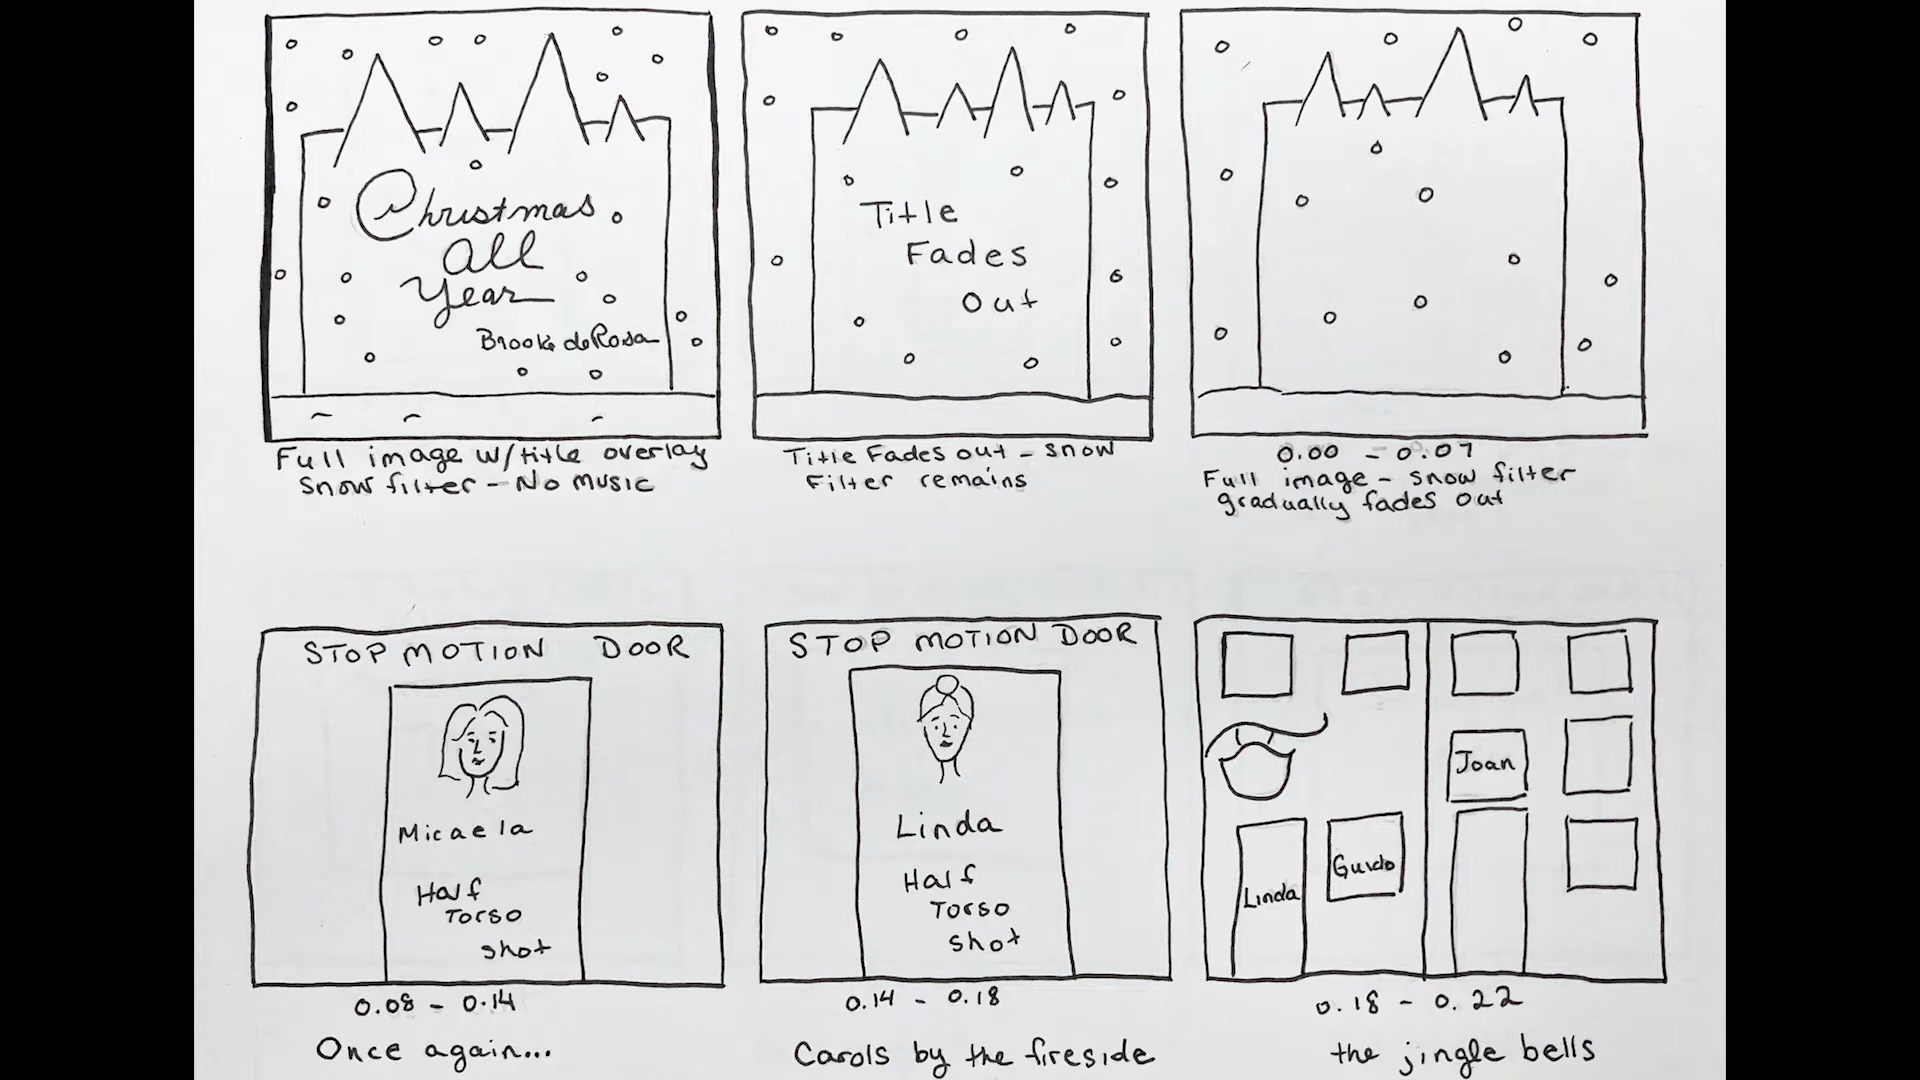 Christmas
All
Year
Brooke deRosa
Full image w/title overlay
Snow filter - No Music
Title
Fades
Out
Title Fades out - snow
Filter remains
0.00 - 0.07
Full image - snow filter
gradually fades out
STOP MOTION DOOR
Micaela
Half
Torso
shot
0.08 - 0.14
Once again...
STOP MOTION DOOR
Linda
Half
Torso
shot
0.14 - 0.18
Carols by the fireside
Joan
Guido
Linda
0.18 - 0.22
the jingle bells